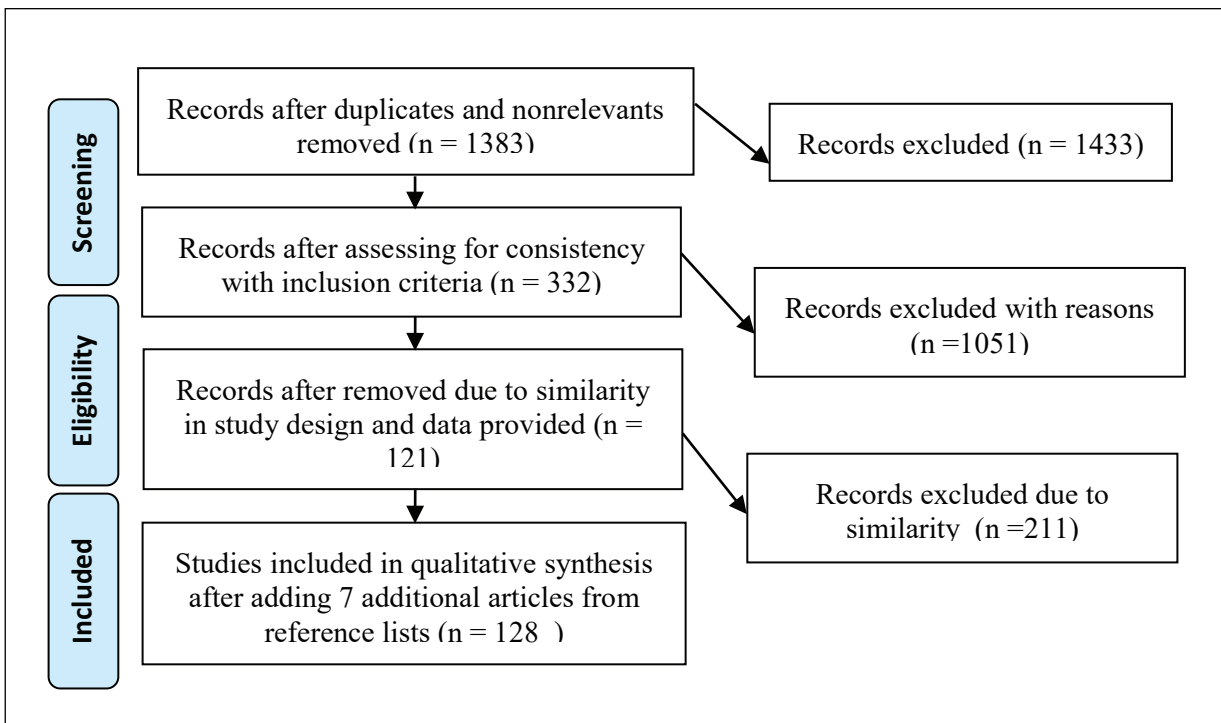 Screening
Records after duplicates and nonrelevants
removed (n = 1383)
Records excluded (n = 1433)
Records after assessing for consistency
with inclusion criteria (n = 332)
Records excluded with reasons
(n =1051)
Eligibility
Records after removed due to similarity
in study design and data provided (n =
121)
Records excluded due to
similarity (n =211)
Included
Studies included in qualitative synthesis
after adding 7 additional articles from
reference lists (n = 128 )